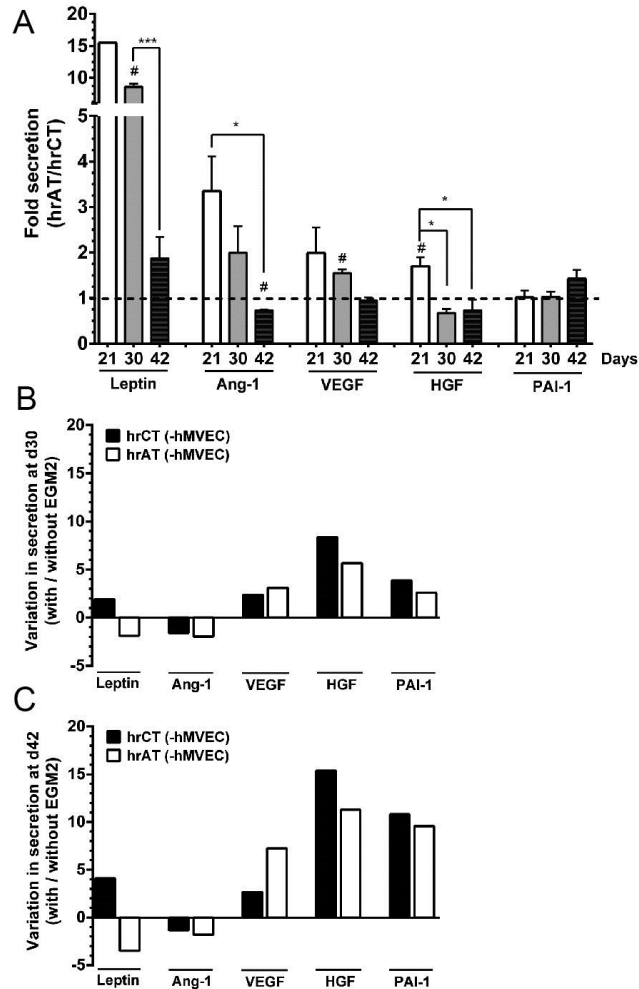 A
Fold secretion
(hrAT/hrCT)
15
10
5
4
3
2
1
0
***
#
*
#
#
#
*
*
21 30 42 21 30 42 21 30 42 21 30 42 21 30 42 Days
Leptin Ang-1 VEGF HGF PAI-1
B
Variation in secretion at d30
(with / without EGM2)
20
15
10
5
0
-5
hrCT (-hMVEC)
hrAT (-hMVEC)
Leptin Ang-1 VEGF HGF PAI-1
C
Variation in secretion at d42
(with / without EGM2)
20
15
10
5
0
-5
hrCT (-hMVEC)
hrAT (-hMVEC)
Leptin Ang-1 VEGF HGF PAI-1